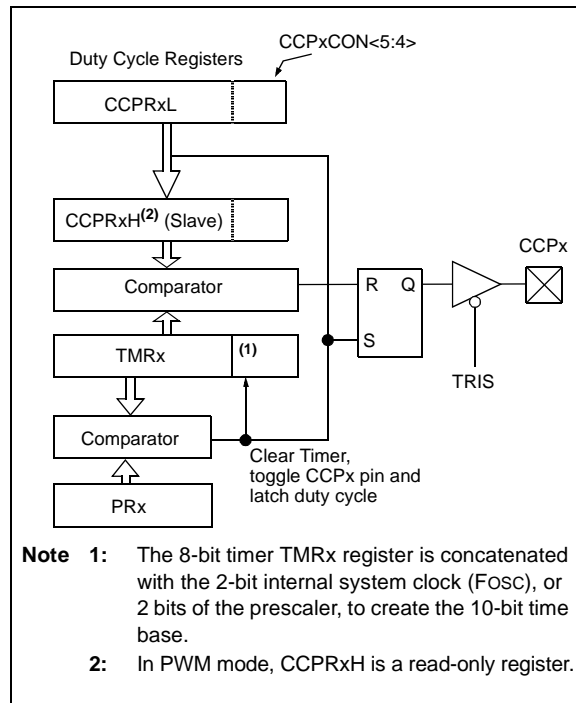 CCPxCON<5:4>
Duty Cycle Registers
CCPRxL
CCPRxH(2) (Slave)
CCPx
Comparator
R Q
TMRx (1)
S
TRIS
Comparator
Clear Timer,
toggle CCPx pin and
latch duty cycle
PRx
Note 1: The 8-bit timer TMRx register is concatenated
with the 2-bit internal system clock (FOSC), or
2 bits of the prescaler, to create the 10-bit time
base.
2: In PWM mode, CCPRxH is a read-only register.